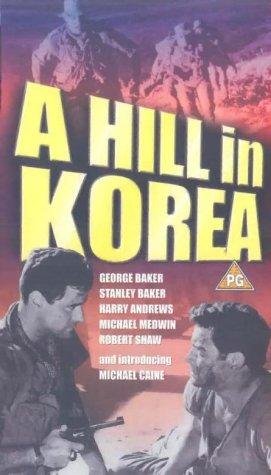 A HILL in
KOREA
GEORGE BAKER
STANLEY BAKER
HARRY ANDREWS
MICHAEL MEDWIN
ROBERT SHAW
and introducing
MICHAEL CAINE
PG